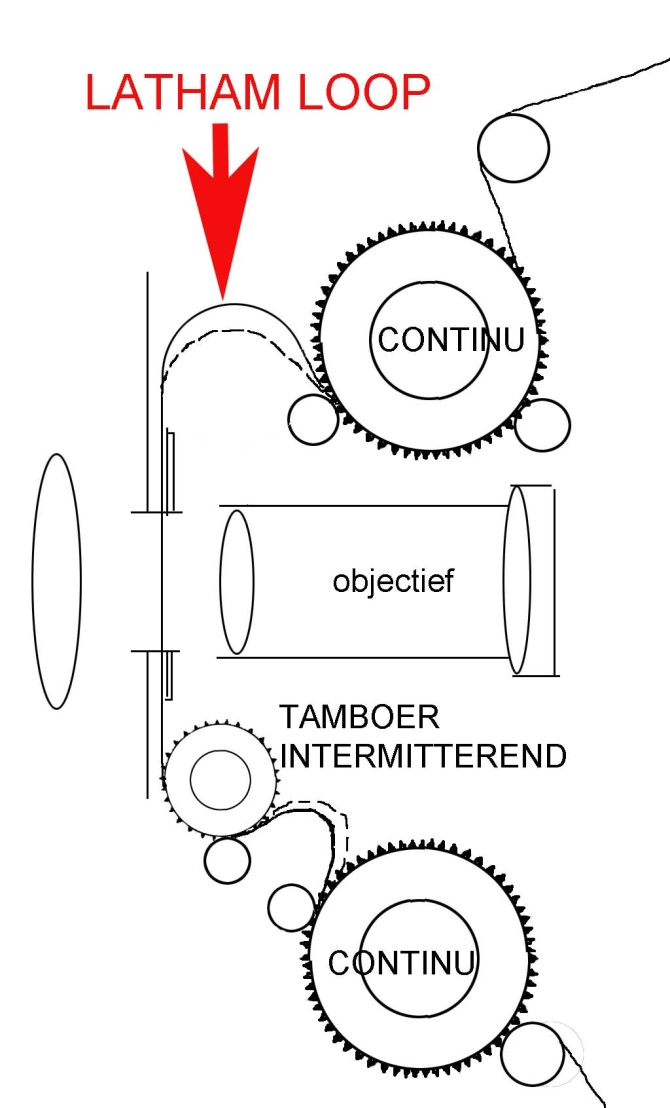 LATHAM LOOP
CONTINU
objectief
TAMBOER
INTERMITTEREND
CONTINU